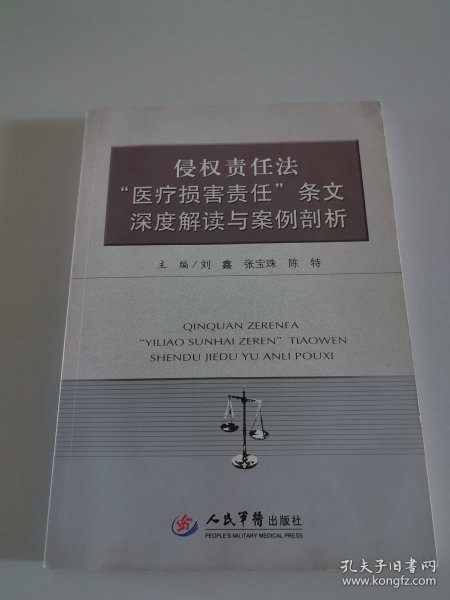 侵权责任法
“医疗损害责任”条文
深度解读与案例剖析
主 编/刘 鑫 张宝珠 陈 特
QINQUAN ZERENFA
“YILIAO SUNHAI ZEREN” TIAOWEN
SHENDU JIEDU YU ANLI POUXI
人民军医出版社
PEOPLE'S MILITARY MEDICAL PRESS
孔夫子旧书网
www.kongfz.com